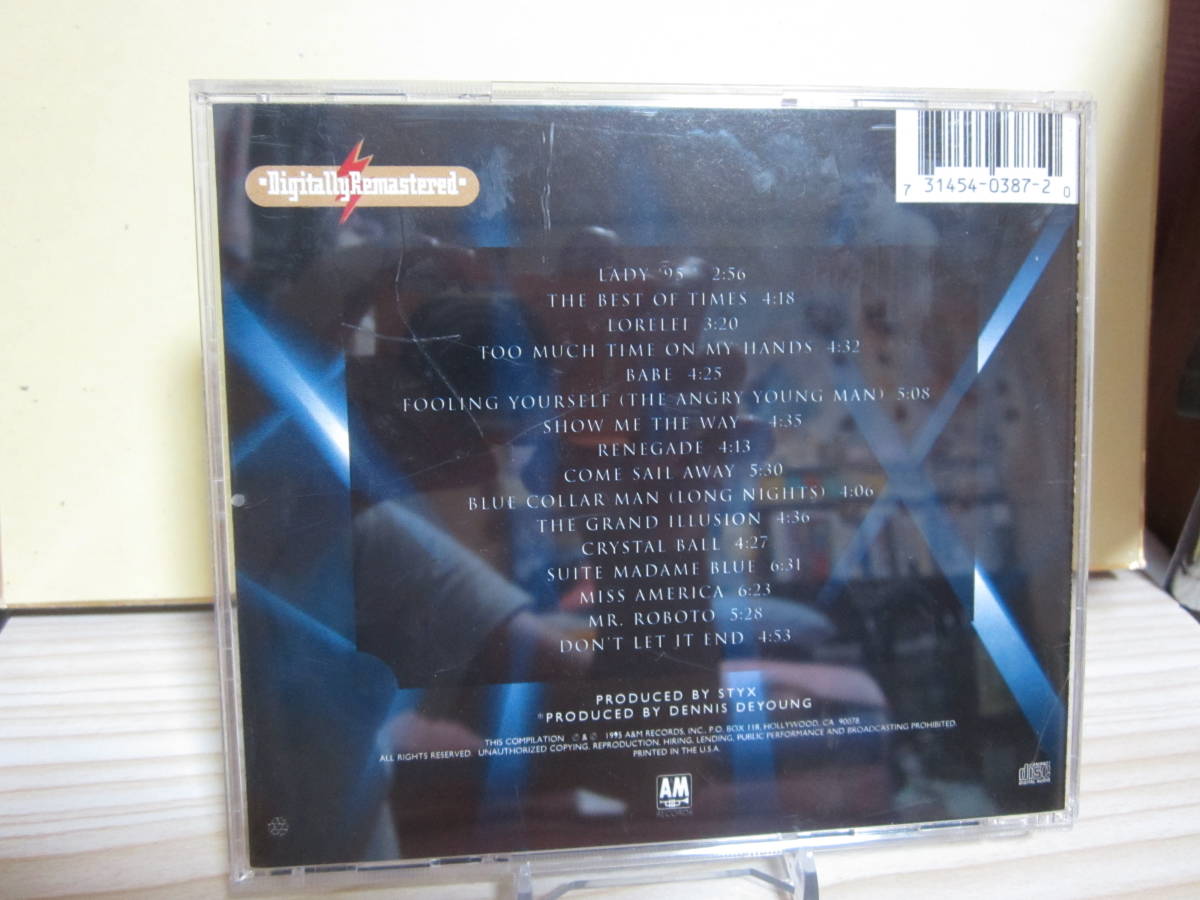 Digitally Remastered
7 31454-0387-2 0
LADY '95 2:56
THE BEST OF TIMES 4:18
LORELEI 3:20
TOO MUCH TIME ON MY HANDS 4:32
BABE 4:25
FOOLING YOURSELF (THE ANGRY YOUNG MAN) 5:08
SHOW ME THE WAY 4:35
RENEGADE 4:13
COME SAIL AWAY 5:30
BLUE COLLAR MAN (LONG NIGHTS) 4:06
THE GRAND ILLUSION 4:36
CRYSTAL BALL 4:27
SUITE MADAME BLUE 6:31
MISS AMERICA 6:23
MR. ROBOTO 5:28
DON'T LET IT END 4:53
PRODUCED BY STYX
*PRODUCED BY DENNIS DEYOUNG
THIS COMPILATION ℗ & © 1995 A&M RECORDS, INC., P.O. BOX 118, HOLLYWOOD, CA 90078
ALL RIGHTS RESERVED. UNAUTHORIZED COPYING, REPRODUCTION, HIRING, LENDING, PUBLIC PERFORMANCE AND BROADCASTING PROHIBITED.
PRINTED IN THE U.S.A.
AM
RECORDS
COMPACT
disc
DIGITAL AUDIO